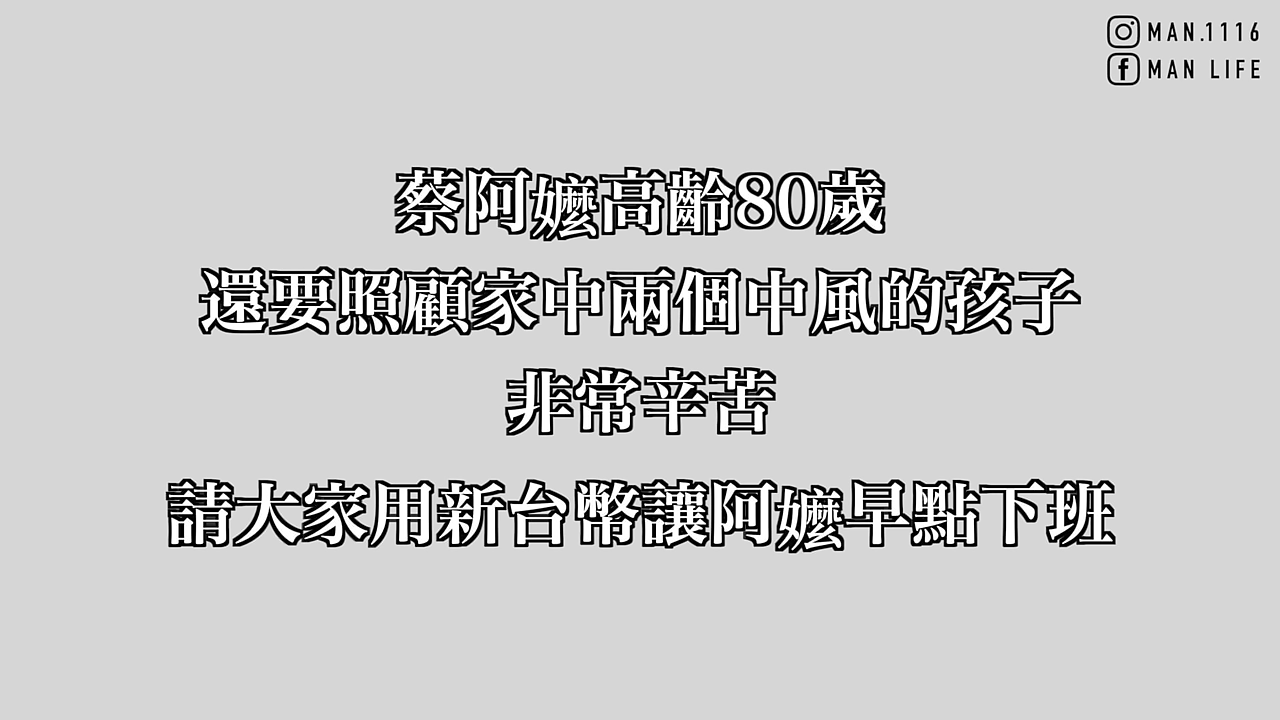 MAN.1116
MAN LIFE
蔡阿嬤高齡80歲
還要照顧家中兩個中風的孩子
非常辛苦
請大家用新台幣讓阿嬤早點下班